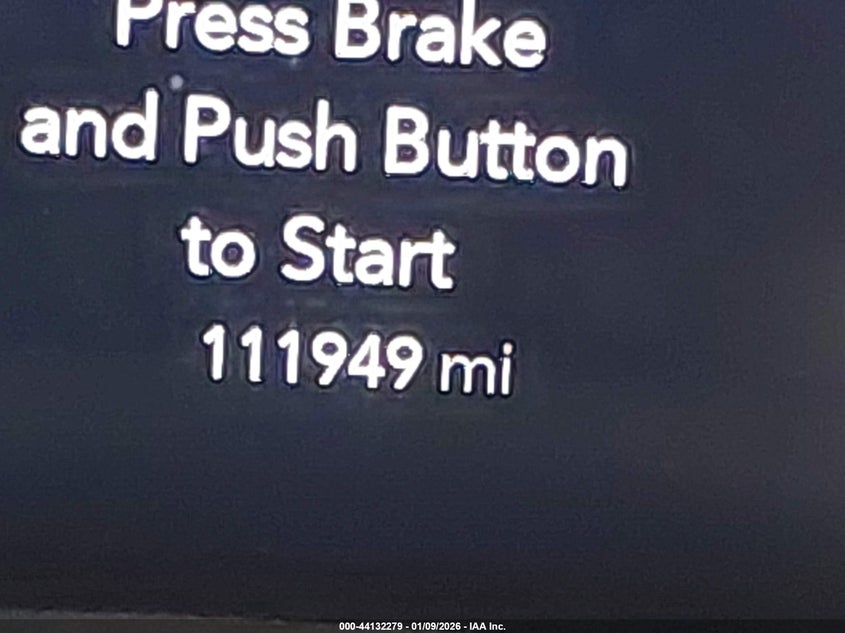 Press Brake
and Push Button
to Start
111949 mi
000-44132279 - 01/09/2026 - IAA Inc.